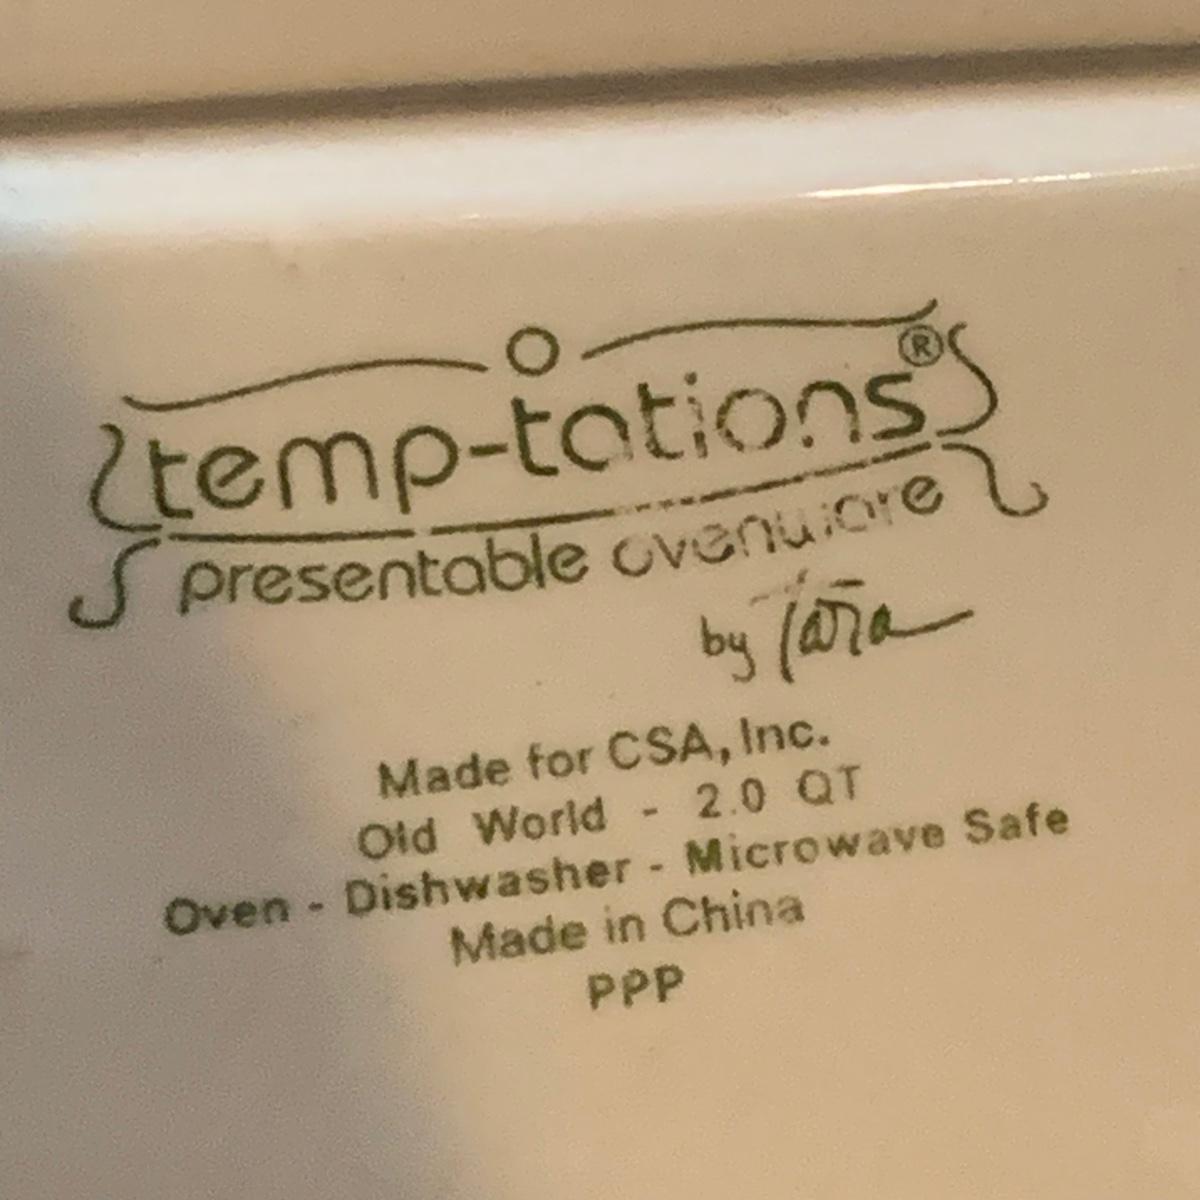 temp-tations®
presentable ovenware
by Tara
Made for CSA, Inc.
Old World - 2.0 QT
Oven - Dishwasher - Microwave Safe
Made in China
PPP